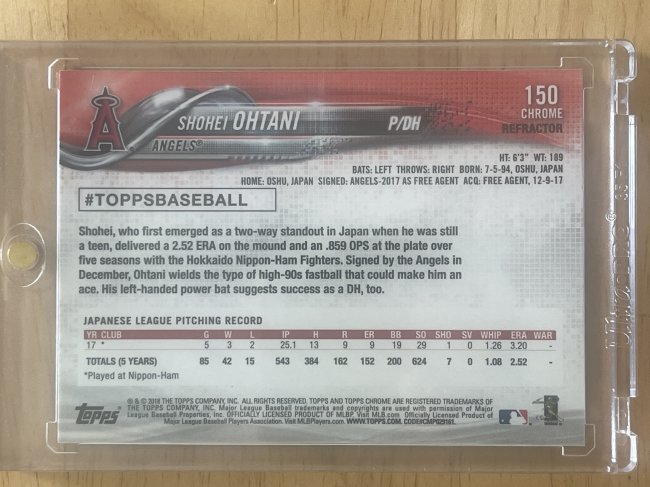 150
CHROME
REFRACTOR
SHOHEI OHTANI P/DH
ANGELS®
HT: 6'3" WT: 189
BATS: LEFT THROWS: RIGHT BORN: 7-5-94, OSHU, JAPAN
HOME: OSHU, JAPAN SIGNED: ANGELS-2017 AS FREE AGENT ACQ: FREE AGENT, 12-9-17
#TOPPSBASEBALL
Shohei, who first emerged as a two-way standout in Japan when he was still
a teen, delivered a 2.52 ERA on the mound and an .859 OPS at the plate over
five seasons with the Hokkaido Nippon-Ham Fighters. Signed by the Angels in
December, Ohtani wields the type of high-90s fastball that could make him an
ace. His left-handed power bat suggests success as a DH, too.
JAPANESE LEAGUE PITCHING RECORD
YR CLUB G W L IP H R ER BB SO SHO SV WHIP ERA WAR
17 * 5 3 2 25.1 13 9 9 19 29 1 0 1.26 3.20 -
TOTALS (5 YEARS) 85 42 15 543 384 162 152 200 624 7 0 1.08 2.52 -
*Played at Nippon-Ham
Topps
® & © 2018 THE TOPPS COMPANY, INC. ALL RIGHTS RESERVED. TOPPS AND TOPPS CHROME ARE REGISTERED TRADEMARKS OF
THE TOPPS COMPANY, INC. Major League Baseball trademarks and copyrights are used with permission of Major
League Baseball Properties, Inc. OFFICIALLY LICENSED PRODUCT OF MLBP. Visit MLB.com Officially Licensed Product of
Major League Baseball Players Association. Visit MLBPlayers.com WWW.TOPPS.COM. CODE#CMP029161.